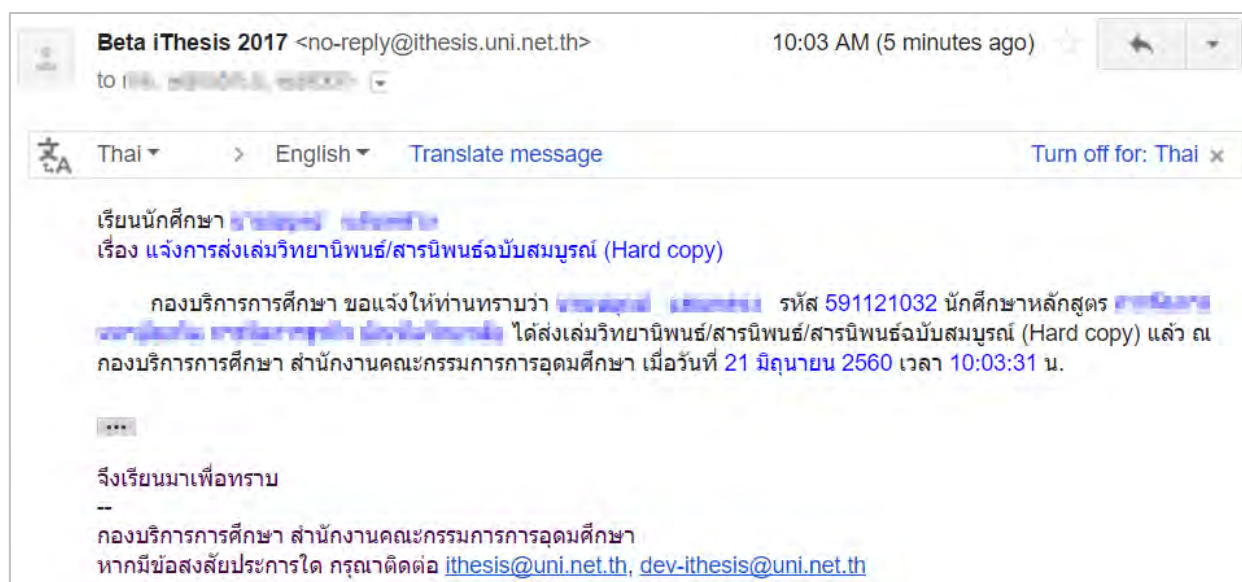 Beta iThesis 2017 <no-reply@ithesis.uni.net.th> 10:03 AM (5 minutes ago)
to
Thai > English Translate message Turn off for: Thai ×
เรียนนักศึกษา
เรื่อง แจ้งการส่งเล่มวิทยานิพนธ์/สารนิพนธ์ฉบับสมบูรณ์ (Hard copy)
กองบริการการศึกษา ขอแจ้งให้ท่านทราบว่า รหัส 591121032 นักศึกษาหลักสูตร
ได้ส่งเล่มวิทยานิพนธ์/สารนิพนธ์/สารนิพนธ์ฉบับสมบูรณ์ (Hard copy) แล้ว ณ
กองบริการการศึกษา สำนักงานคณะกรรมการการอุดมศึกษา เมื่อวันที่ 21 มิถุนายน 2560 เวลา 10:03:31 น.
•••
จึงเรียนมาเพื่อทราบ
--
กองบริการการศึกษา สำนักงานคณะกรรมการการอุดมศึกษา
หากมีข้อสงสัยประการใด กรุณาติดต่อ ithesis@uni.net.th, dev-ithesis@uni.net.th